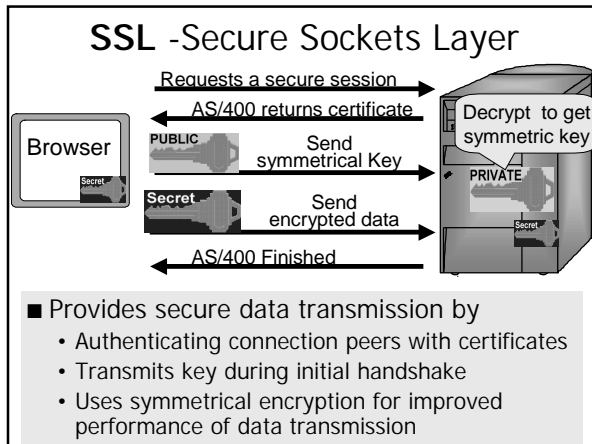 SSL -Secure Sockets Layer
Requests a secure session
AS/400 returns certificate
Decrypt to get
symmetric key
Browser
PUBLIC
Send
symmetrical Key
PRIVATE
Secret
Secret
Send
encrypted data
Secret
AS/400 Finished
■ Provides secure data transmission by
• Authenticating connection peers with certificates
• Transmits key during initial handshake
• Uses symmetrical encryption for improved
performance of data transmission